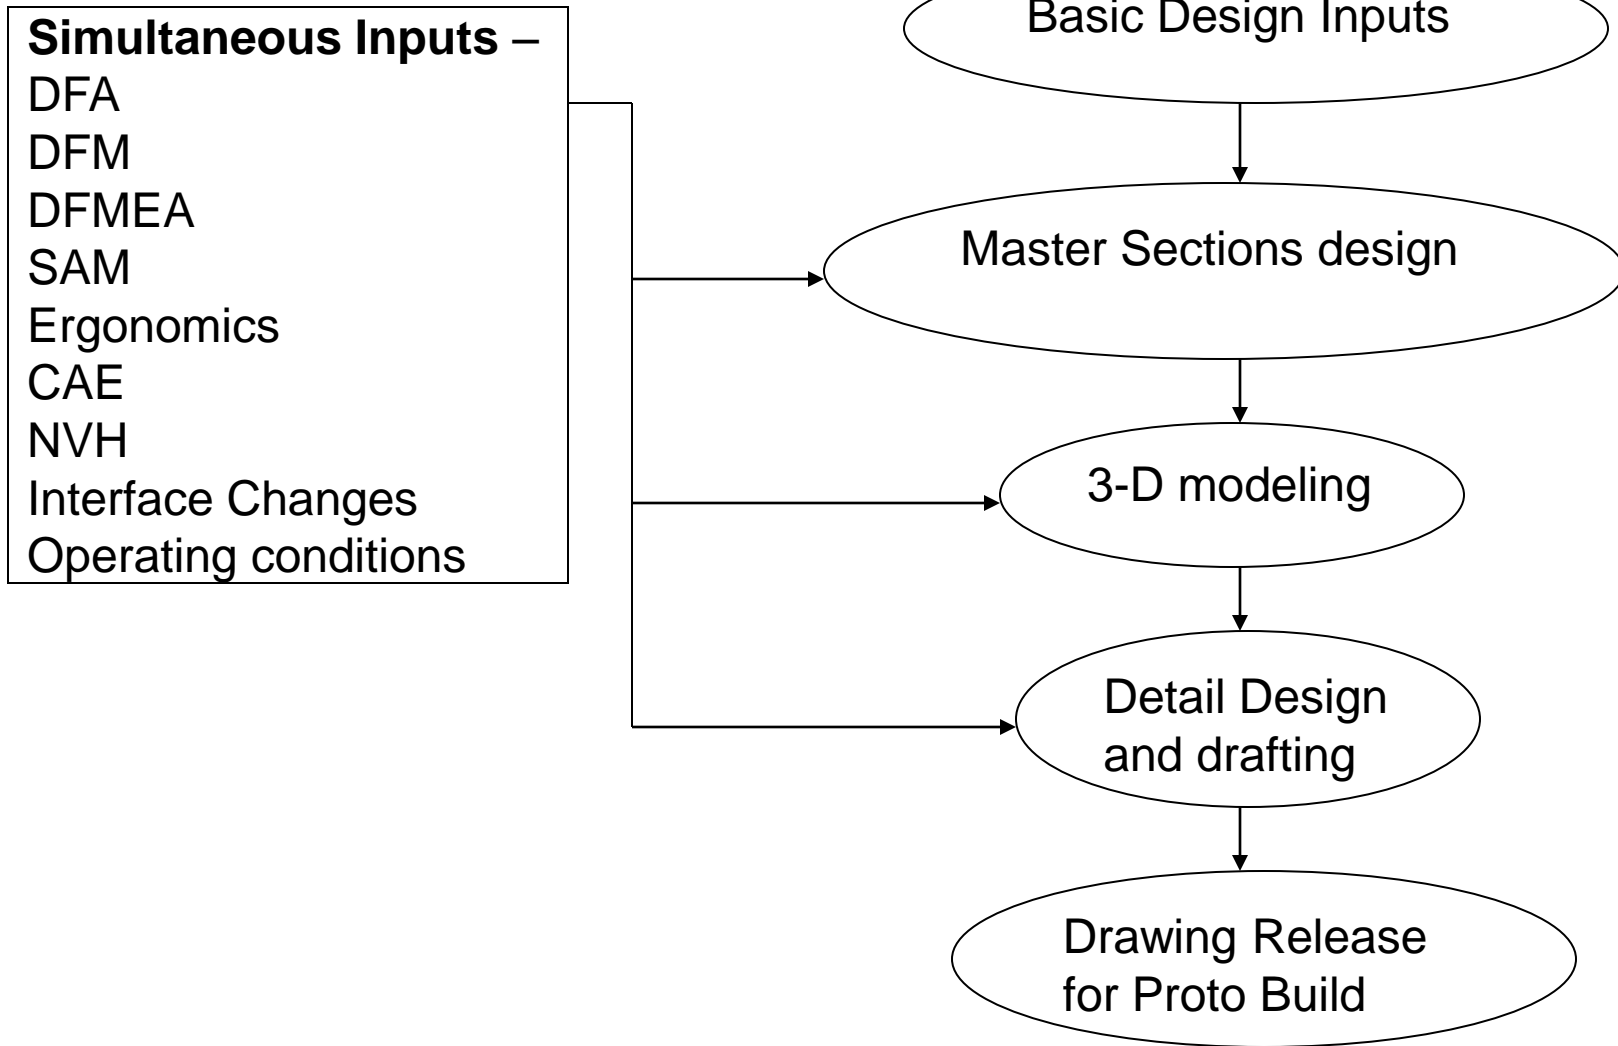 Simultaneous Inputs –
DFA
DFM
DFMEA
SAM
Ergonomics
CAE
NVH
Interface Changes
Operating conditions
Basic Design Inputs
Master Sections design
3-D modeling
Detail Design
and drafting
Drawing Release
for Proto Build